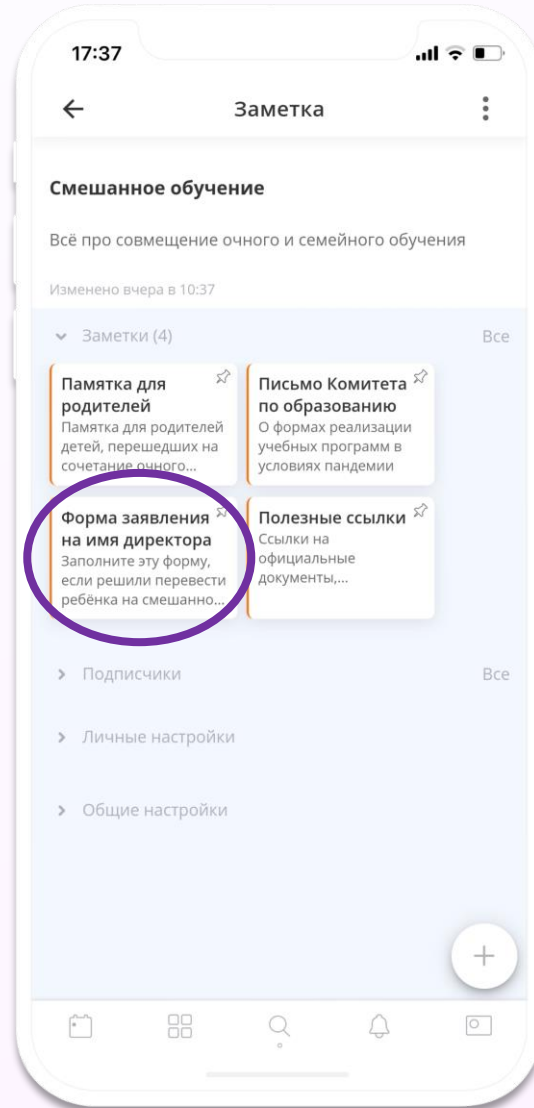 17:37
Заметка
Смешанное обучение
Всё про совмещение очного и семейного обучения
Изменено вчера в 10:37
Заметки (4)
Все
Памятка для
родителей
Памятка для родителей
детей, перешедших на
сочетание очного...
Письмо Комитета
по образованию
О формах реализации
учебных программ в
условиях пандемии
Форма заявления
на имя директора
Заполните эту форму,
если решили перевести
ребёнка на смешанно...
Полезные ссылки
Ссылки на
официальные
документы,...
Подписчики
Все
Личные настройки
Общие настройки